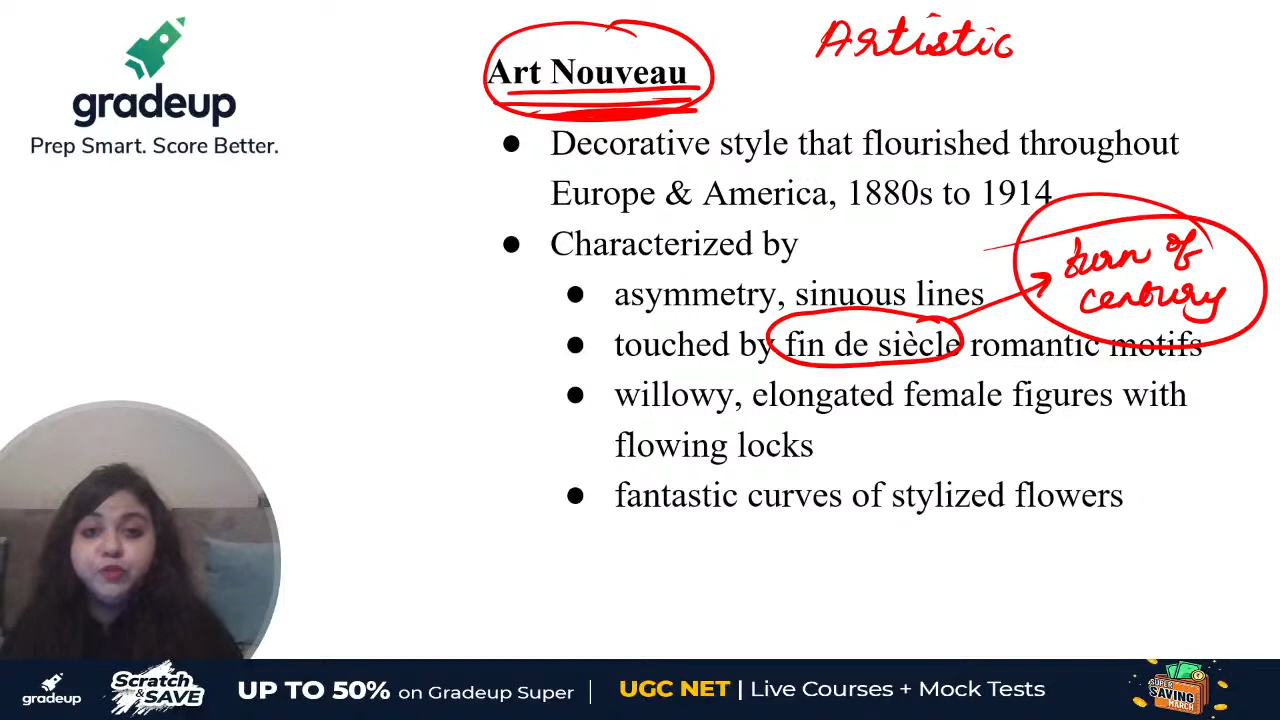 gradeup
Prep Smart. Score Better.
Artistic
Art Nouveau
● Decorative style that flourished throughout
Europe & America, 1880s to 1914
● Characterized by
● asymmetry, sinuous lines
turn of
century
● touched by fin de siècle romantic motifs
● willowy, elongated female figures with
flowing locks
● fantastic curves of stylized flowers
gradeup
Scratch & SAVE
UP TO 50% on Gradeup Super | UGC NET | Live Courses + Mock Tests
SUPER
SAVING
MARCH